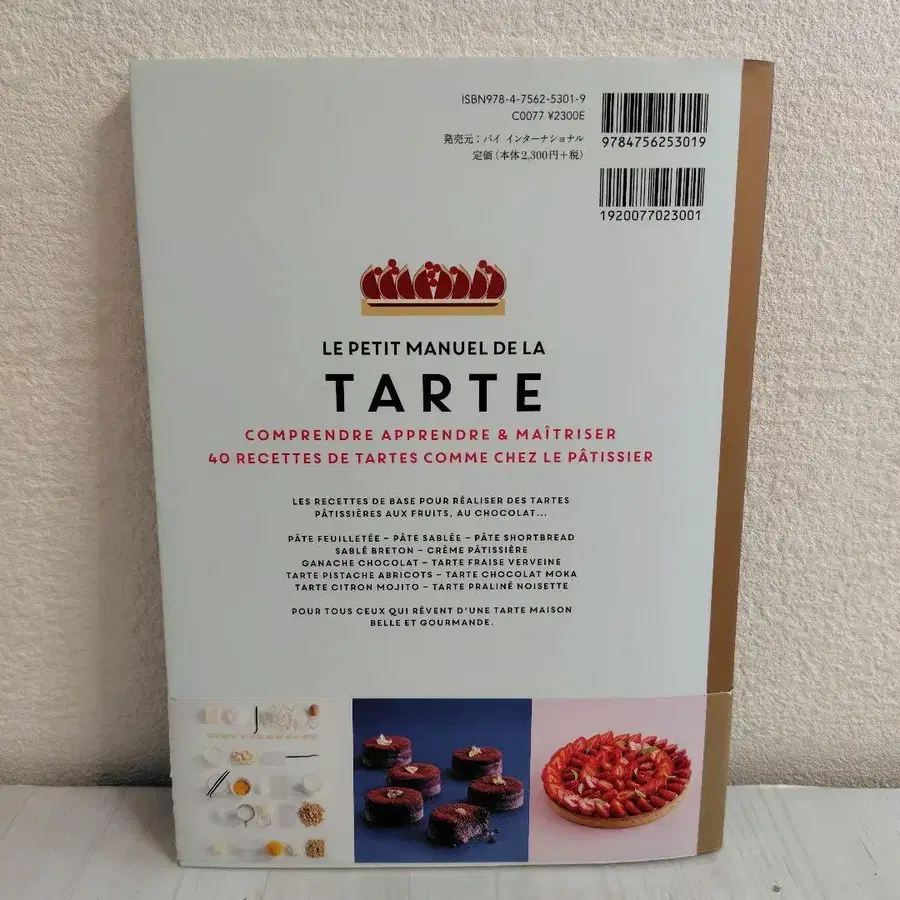 ISBN978-4-7562-5301-9
C0077 ¥2300E
発売元：パイ インターナショナル
定価（本体2,300円＋税）
9784756253019
1920077023001
LE PETIT MANUEL DE LA
TARTE
COMPRENDRE APPRENDRE & MAÎTRISER
40 RECETTES DE TARTES COMME CHEZ LE PÂTISSIER
LES RECETTES DE BASE POUR RÉALISER DES TARTES
PÂTISSIÈRES AUX FRUITS, AU CHOCOLAT...
PÂTE FEUILLETÉE – PÂTE SABLÉE – PÂTE SHORTBREAD
SABLÉ BRETON – CRÈME PÂTISSIÈRE
GANACHE CHOCOLAT – TARTE FRAISE VERVEINE
TARTE PISTACHE ABRICOTS – TARTE CHOCOLAT MOKA
TARTE CITRON MOJITO – TARTE PRALINÉ NOISETTE
POUR TOUS CEUX QUI RÊVENT D'UNE TARTE MAISON
BELLE ET GOURMANDE.